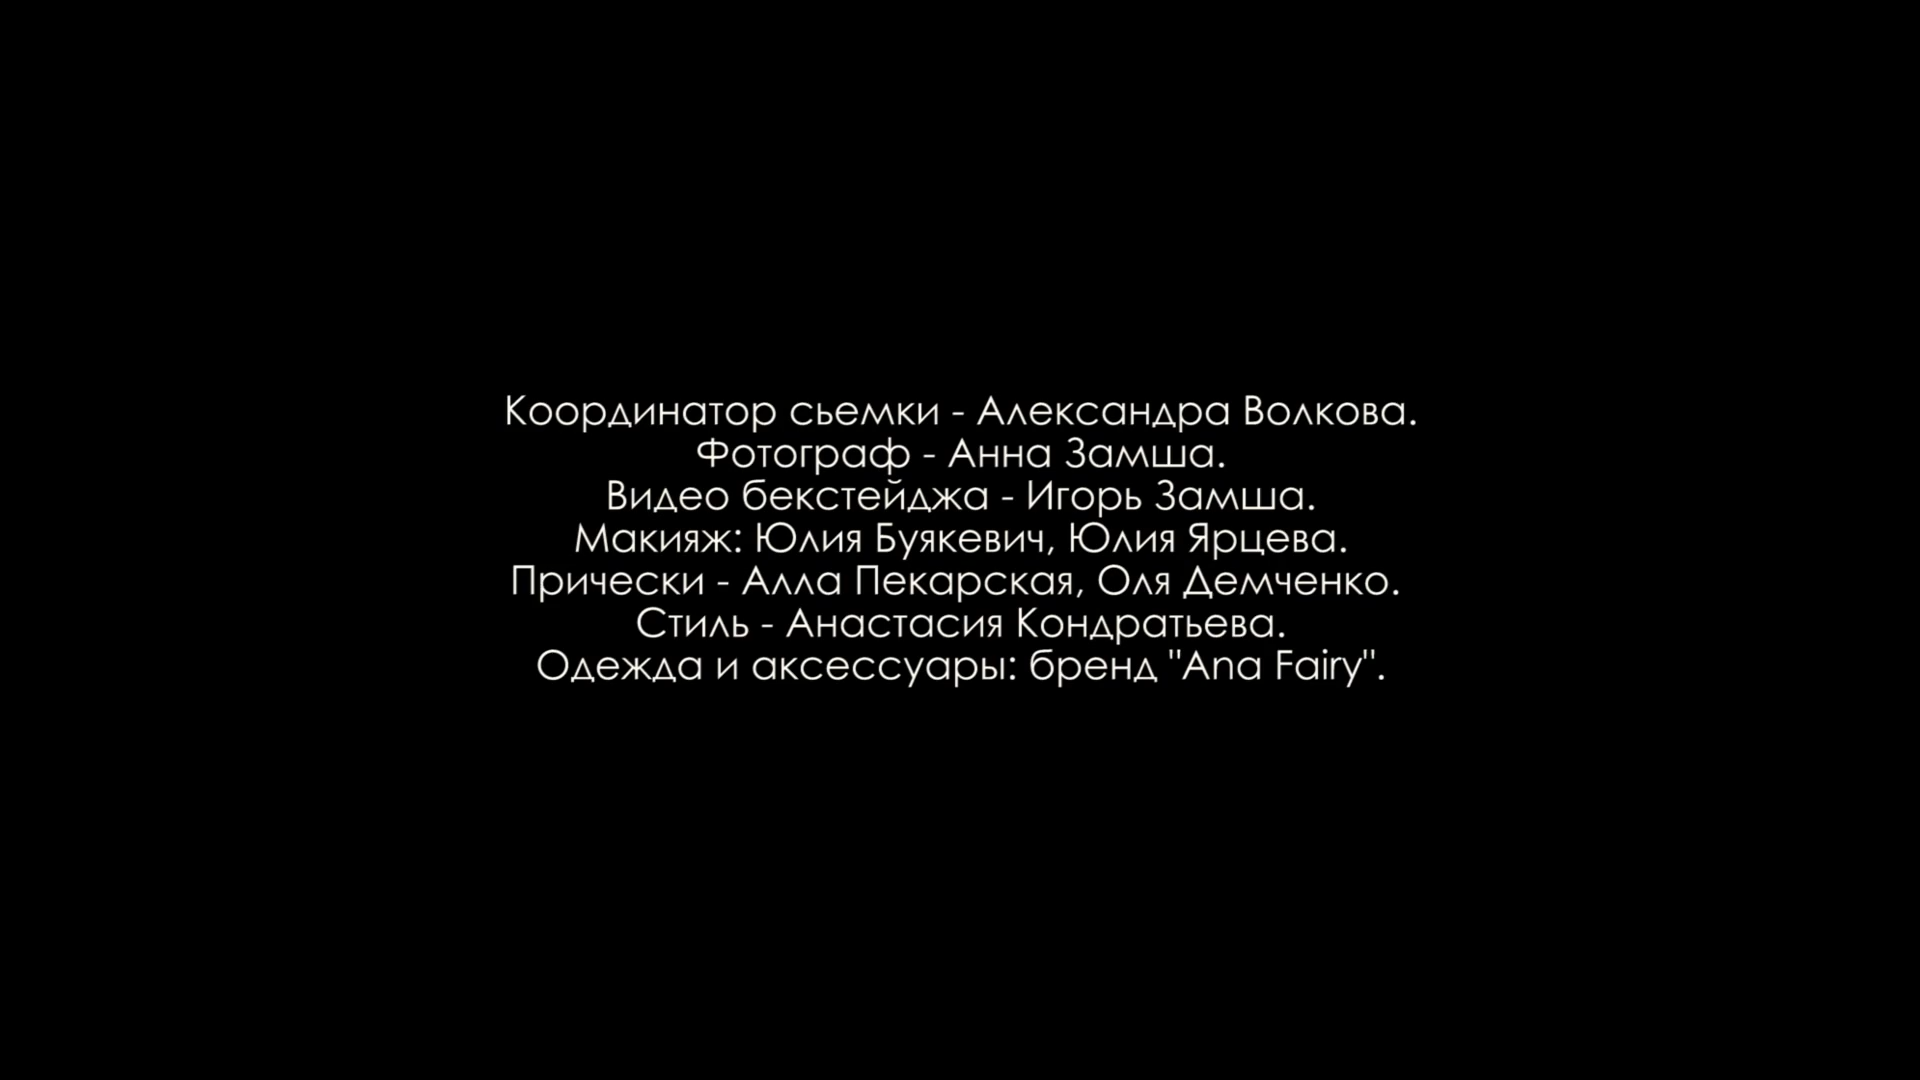 Координатор сьемки - Александра Волкова.
Фотограф - Анна Замша.
Видео бекстейджа - Игорь Замша.
Макияж: Юлия Буякевич, Юлия Ярцева.
Прически - Алла Пекарская, Оля Демченко.
Стиль - Анастасия Кондратьева.
Одежда и аксессуары: бренд "Ana Fairy".